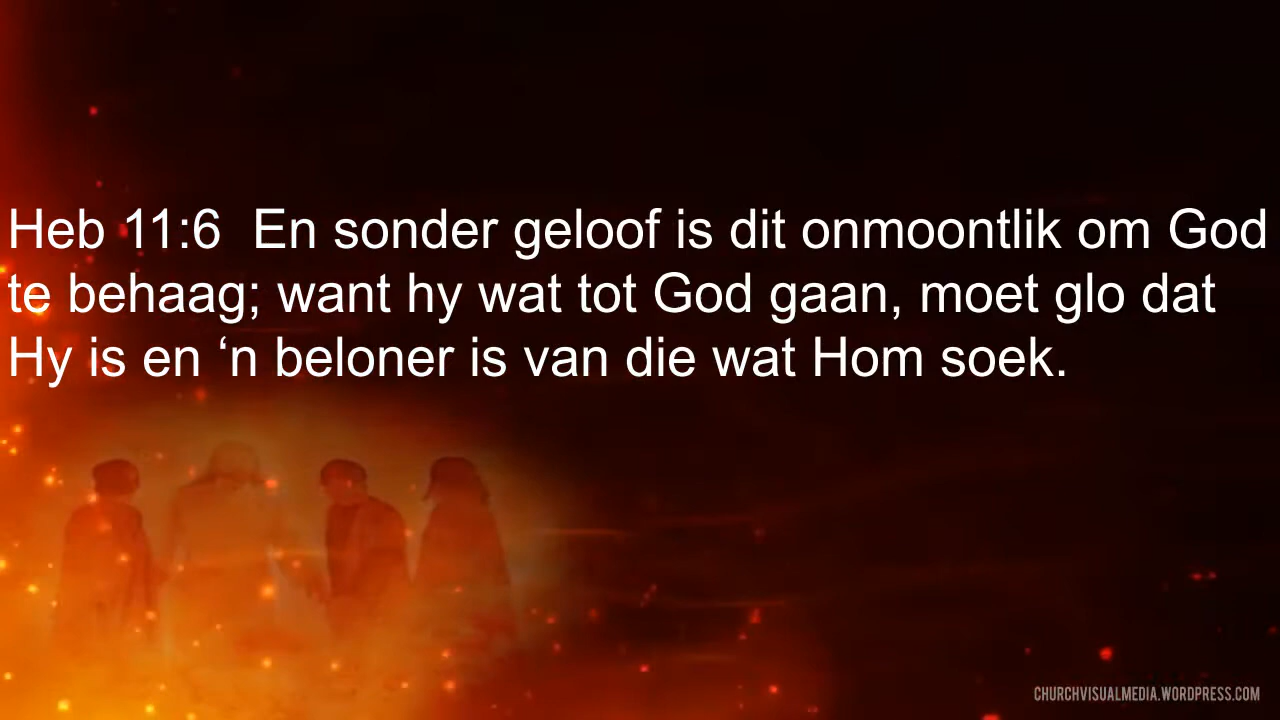 Heb 11:6  En sonder geloof is dit onmoontlik om God
te behaag; want hy wat tot God gaan, moet glo dat
Hy is en ‘n beloner is van die wat Hom soek.
CHURCHVISUALMEDIA.WORDPRESS.COM